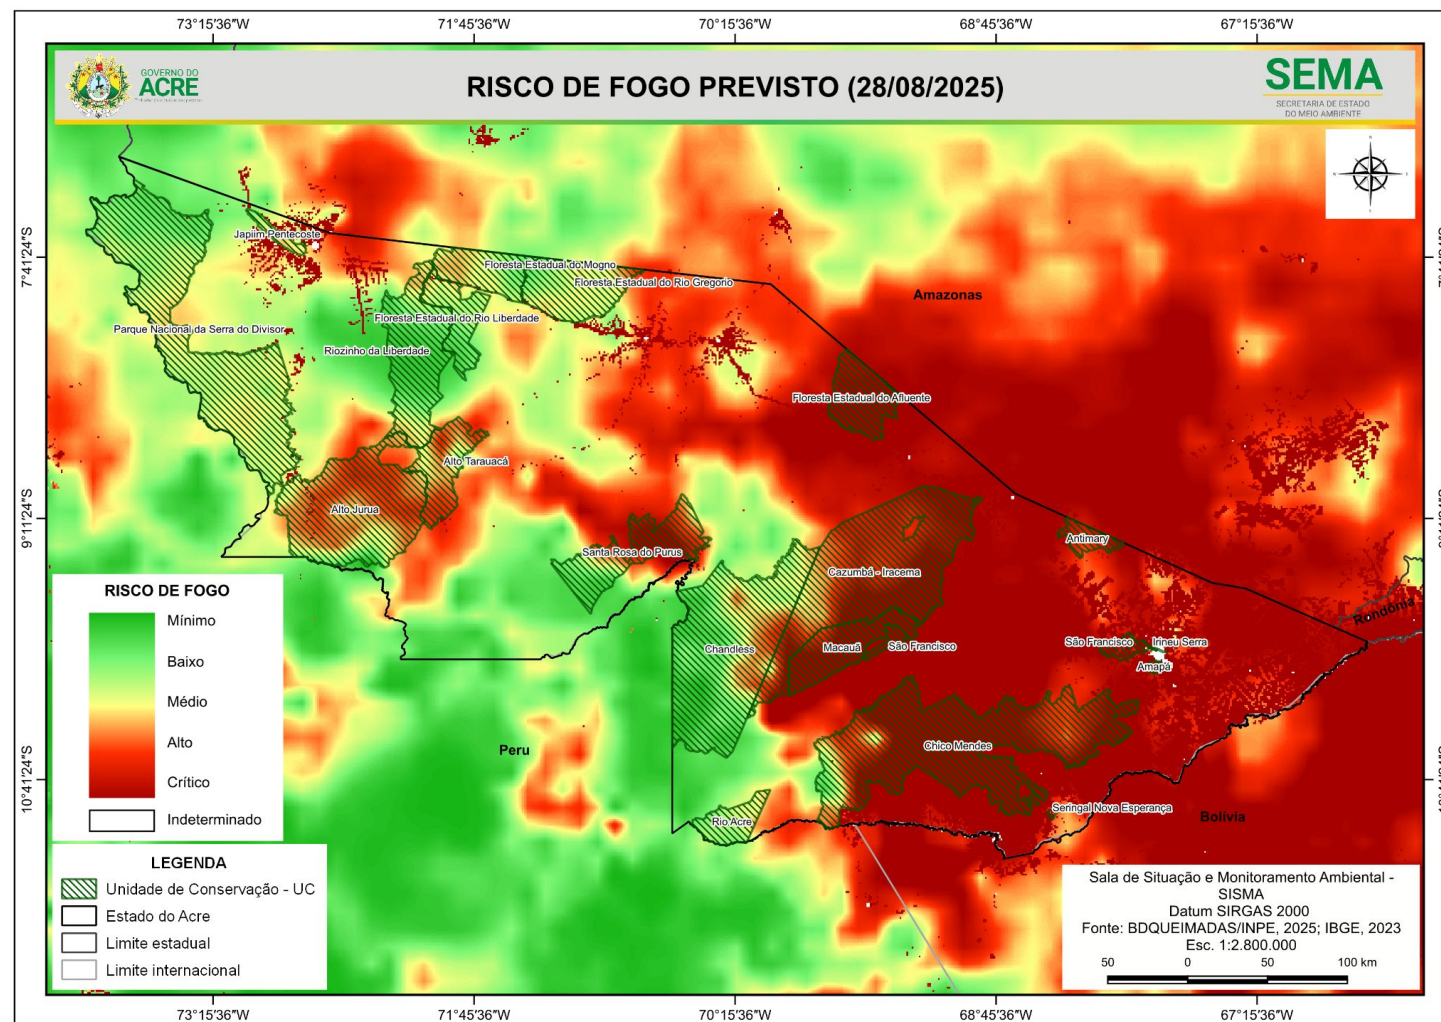 73°15'36"W
71°45'36"W
70°15'36"W
68°45'36"W
67°15'36"W
GOVERNO DO
ACRE
RISCO DE FOGO PREVISTO (28/08/2025)
SEMA
SECRETARIA DE ESTADO
DO MEIO AMBIENTE
7°41'24"S
9°11'24"S
10°41'24"S
Japiim Pentecoste
Floresta Estadual do Mogno
Floresta Estadual do Rio Gregorio
Amazonas
Floresta Estadual do Rio Liberdade
Parque Nacional da Serra do Divisor
Riozinho da Liberdade
Floresta Estadual do Afluente
Alto Tarauacá
Alto Jurua
Antimary
Santa Rosa do Purus
Cazumbá - Iracema
Rondônia
Chandless
Macauã
São Francisco
São Francisco
Irineu Serra
Amapá
Peru
Chico Mendes
Seringal Nova Esperança
Rio Acre
Bolívia
RISCO DE FOGO
Mínimo
Baixo
Médio
Alto
Crítico
Indeterminado
LEGENDA
Unidade de Conservação - UC
Estado do Acre
Limite estadual
Limite internacional
Sala de Situação e Monitoramento Ambiental -
SISMA
Datum SIRGAS 2000
Fonte: BDQUEIMADAS/INPE, 2025; IBGE, 2023
Esc. 1:2.800.000
50 0 50 100 km
73°15'36"W
71°45'36"W
70°15'36"W
68°45'36"W
67°15'36"W